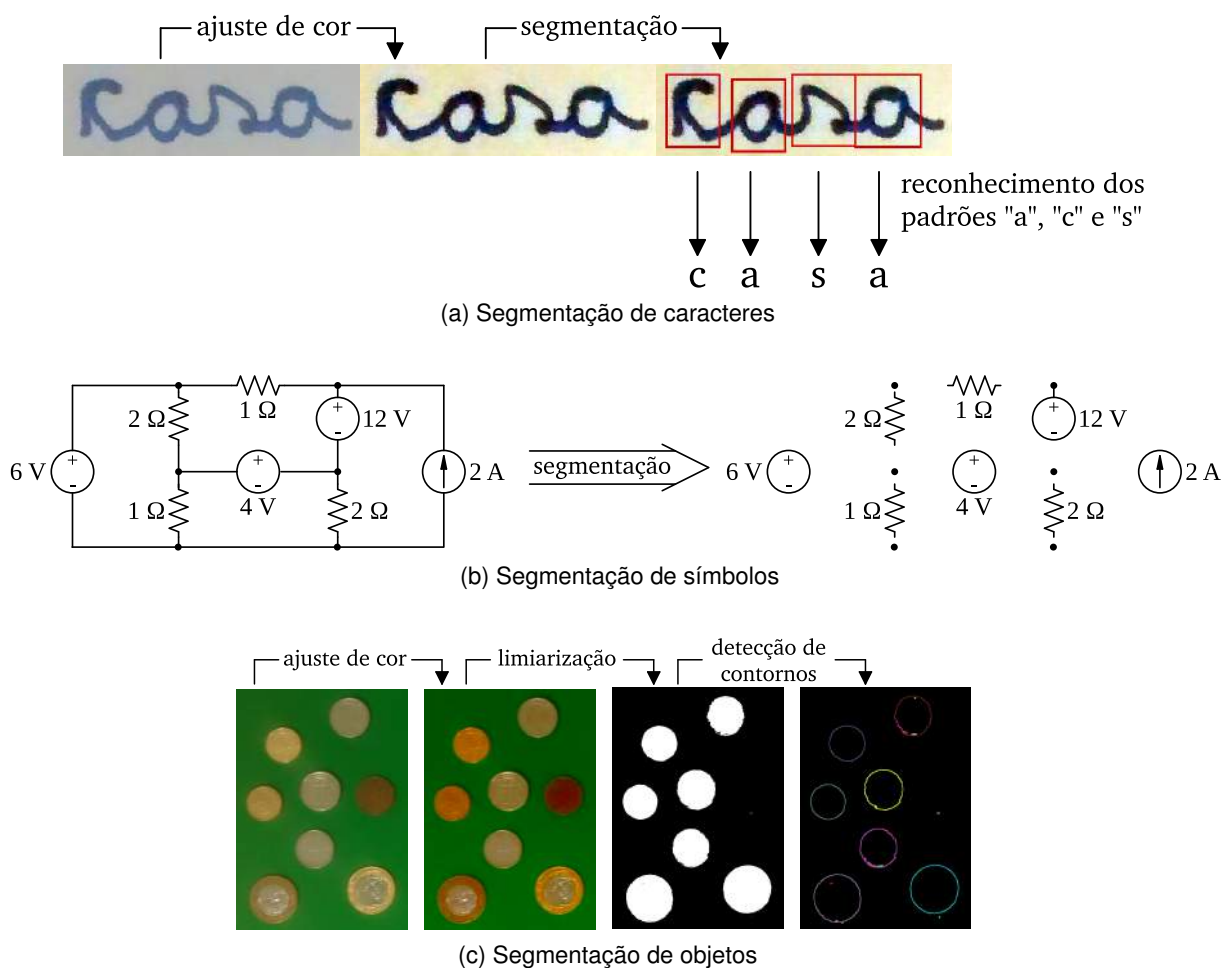 ajuste de cor segmentação
casa casa casa
reconhecimento dos
padrões "a", "c" e "s"
c a s a
(a) Segmentação de caracteres
1 Ω 1 Ω
2 Ω + 12 V 2 Ω + 12 V
- -
6 V + + 2 A segmentação 6 V + + 2 A
- - - -
1 Ω 4 V 2 Ω 1 Ω 4 V 2 Ω
(b) Segmentação de símbolos
ajuste de cor limiarização detecção de
contornos
(c) Segmentação de objetos